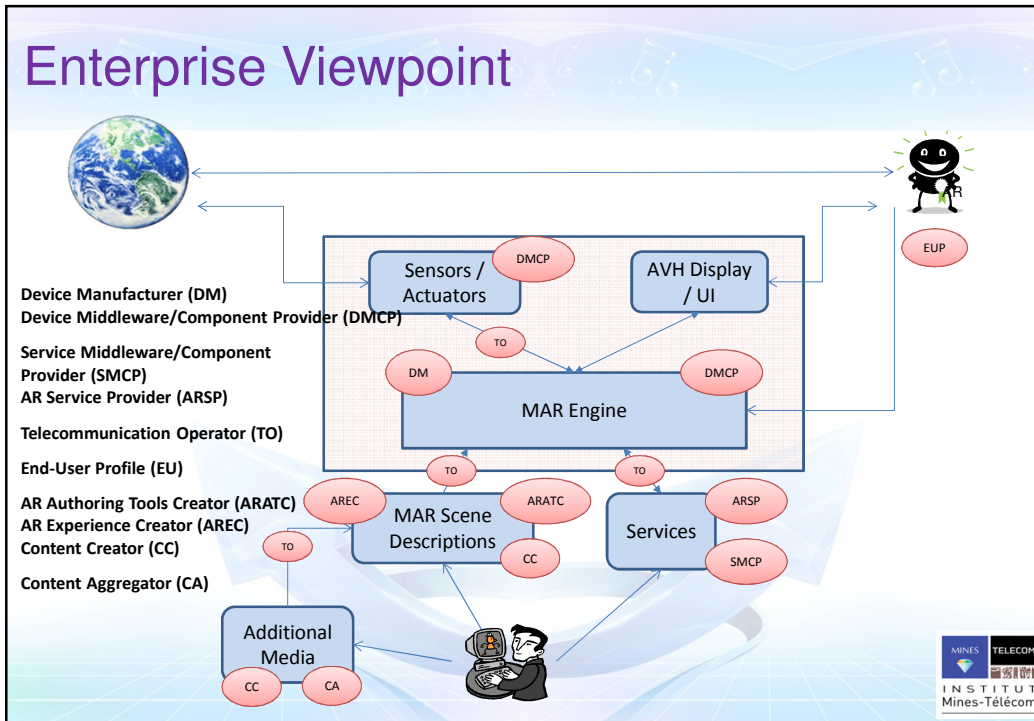 Enterprise Viewpoint
AR
EUP
Sensors /
Actuators
DMCP
AVH Display
/ UI
Device Manufacturer (DM)
Device Middleware/Component Provider (DMCP)
Service Middleware/Component
Provider (SMCP)
AR Service Provider (ARSP)
Telecommunication Operator (TO)
End-User Profile (EU)
AR Authoring Tools Creator (ARATC)
AR Experience Creator (AREC)
Content Creator (CC)
Content Aggregator (CA)
TO
DM
DMCP
MAR Engine
TO
TO
AREC
ARATC
MAR Scene
Descriptions
CC
ARSP
Services
SMCP
TO
Additional
Media
CC
CA
MINES
TELECOM
INSTITUT
Mines-Télécom